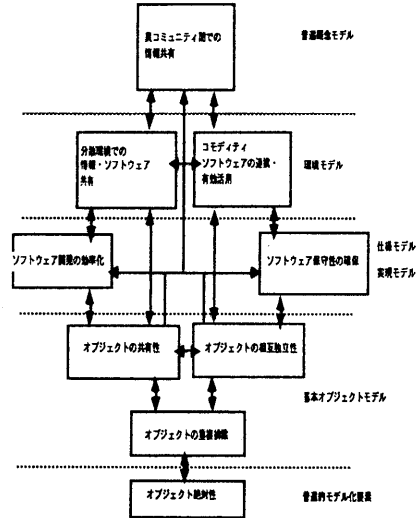 異コミュニティ間での
情報共有
普遍概念モデル
分散環境での
情報・ソフトウェア
共有
コモディティ
ソフトウェアの連携・
有効活用
環境モデル
ソフトウェア開発の効率化
ソフトウェア保守性の確保
仕様モデル
実現モデル
オブジェクトの共有性
オブジェクトの相互独立性
基本オブジェクトモデル
オブジェクトの重複排除
オブジェクト絶対性
普遍的モデル化要素